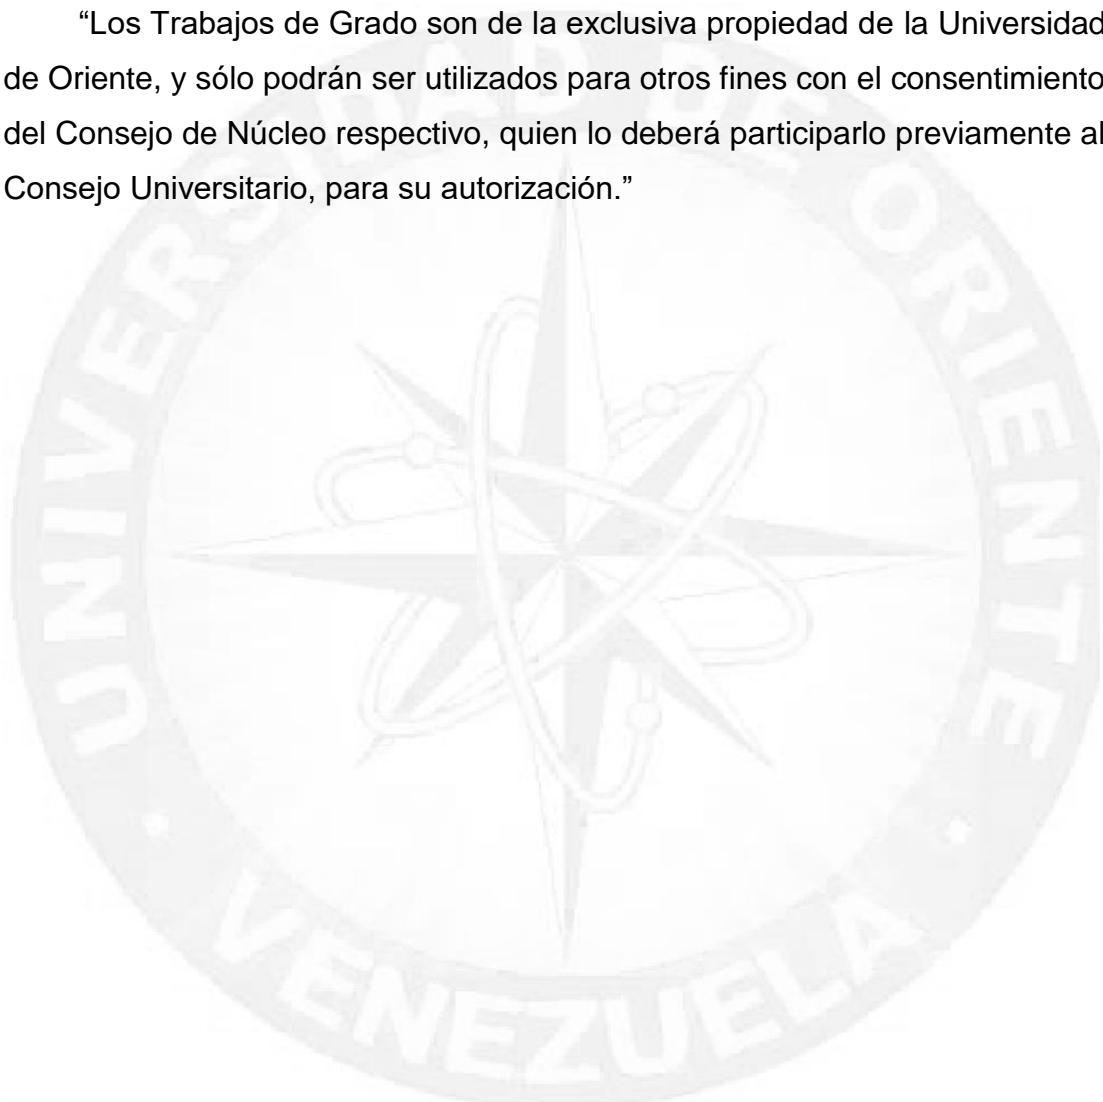 “Los Trabajos de Grado son de la exclusiva propiedad de la Universidad
de Oriente, y sólo podrán ser utilizados para otros fines con el consentimiento
del Consejo de Núcleo respectivo, quien lo deberá participarlo previamente al
Consejo Universitario, para su autorización.”
UNIVERSIDAD DE ORIENTE
• VENEZUELA •